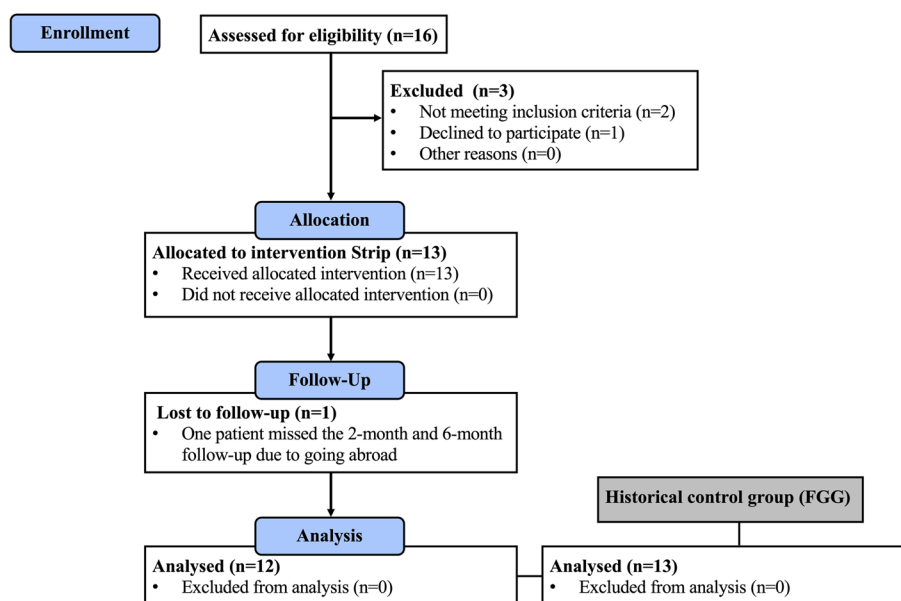 Enrollment
Assessed for eligibility (n=16)
Excluded (n=3)
• Not meeting inclusion criteria (n=2)
• Declined to participate (n=1)
• Other reasons (n=0)
Allocation
Allocated to intervention Strip (n=13)
• Received allocated intervention (n=13)
• Did not receive allocated intervention (n=0)
Follow-Up
Lost to follow-up (n=1)
• One patient missed the 2-month and 6-month
follow-up due to going abroad
Historical control group (FGG)
Analysis
Analysed (n=12)
• Excluded from analysis (n=0)
Analysed (n=13)
• Excluded from analysis (n=0)